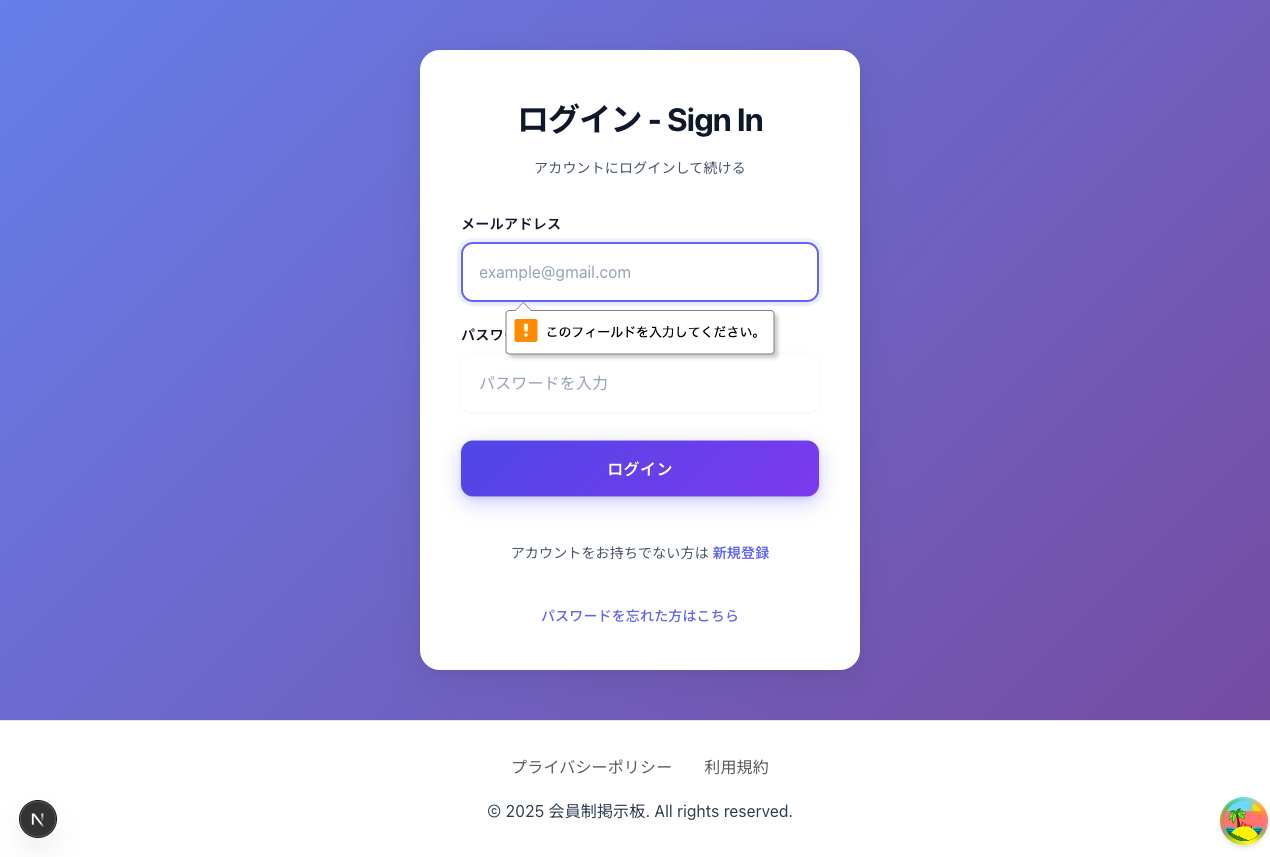 ログイン - Sign In
アカウントにログインして続ける
メールアドレス
example@gmail.com
このフィールドを入力してください。
パスワ
パスワードを入力
ログイン
アカウントをお持ちでない方は 新規登録
パスワードを忘れた方はこちら
プライバシーポリシー 利用規約
© 2025 会員制掲示板. All rights reserved.
N